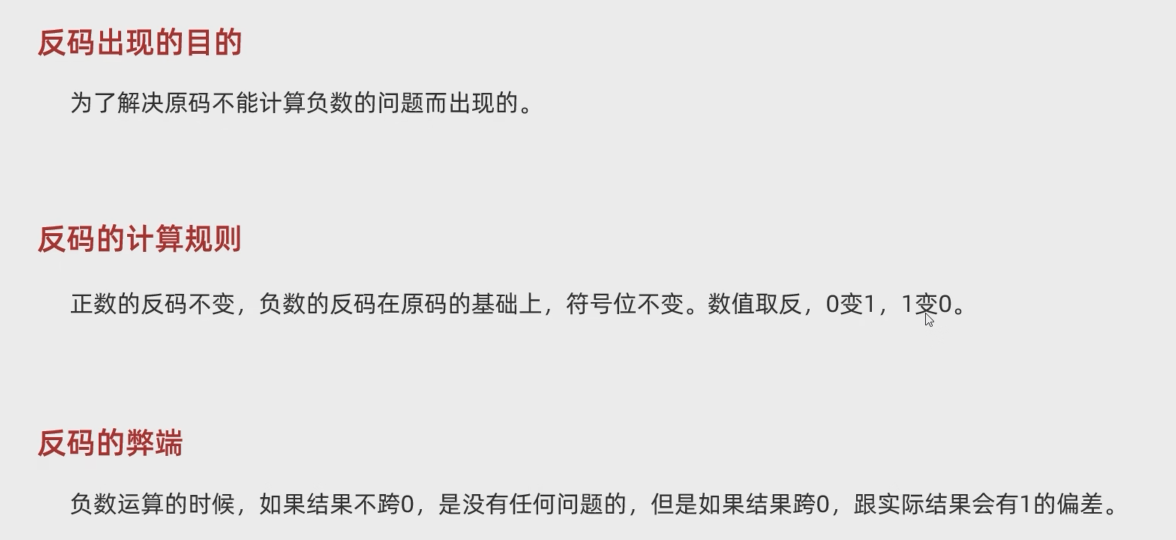 反码出现的目的
为了解决原码不能计算负数的问题而出现的。
反码的计算规则
正数的反码不变，负数的反码在原码的基础上，符号位不变。数值取反，0变1，1变0。
反码的弊端
负数运算的时候，如果结果不跨0，是没有任何问题的，但是如果结果跨0，跟实际结果会有1的偏差。